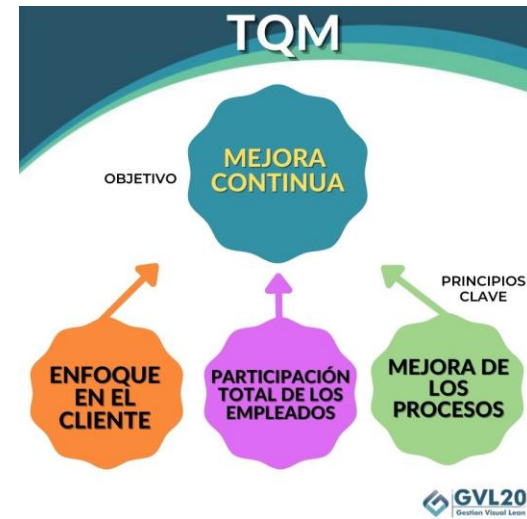 TQM
OBJETIVO
MEJORA
CONTINUA
PRINCIPIOS
CLAVE
ENFOQUE
EN EL
CLIENTE
PARTICIPACIÓN
TOTAL DE LOS
EMPLEADOS
MEJORA DE
LOS
PROCESOS
GVL20
Gestion Visual Lean